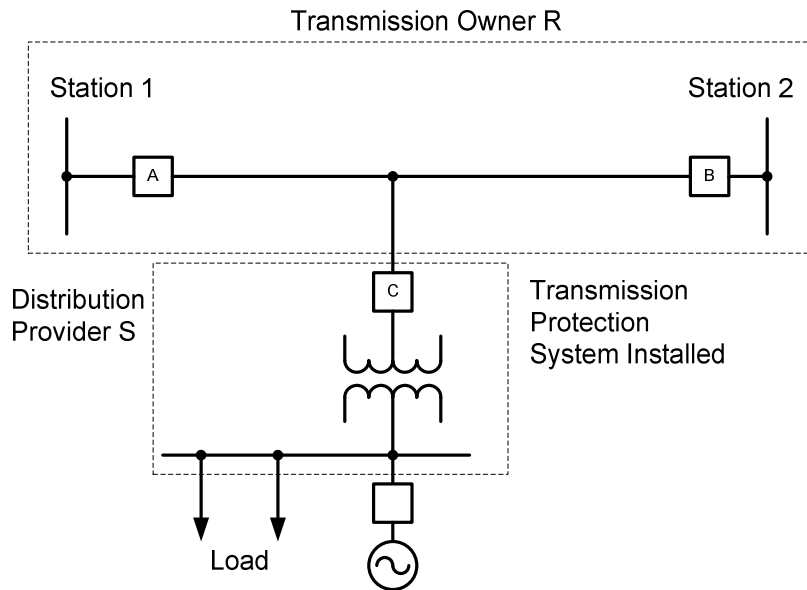 Transmission Owner R
Station 1
Station 2
A
B
C
Distribution
Provider S
Transmission
Protection
System Installed
Load